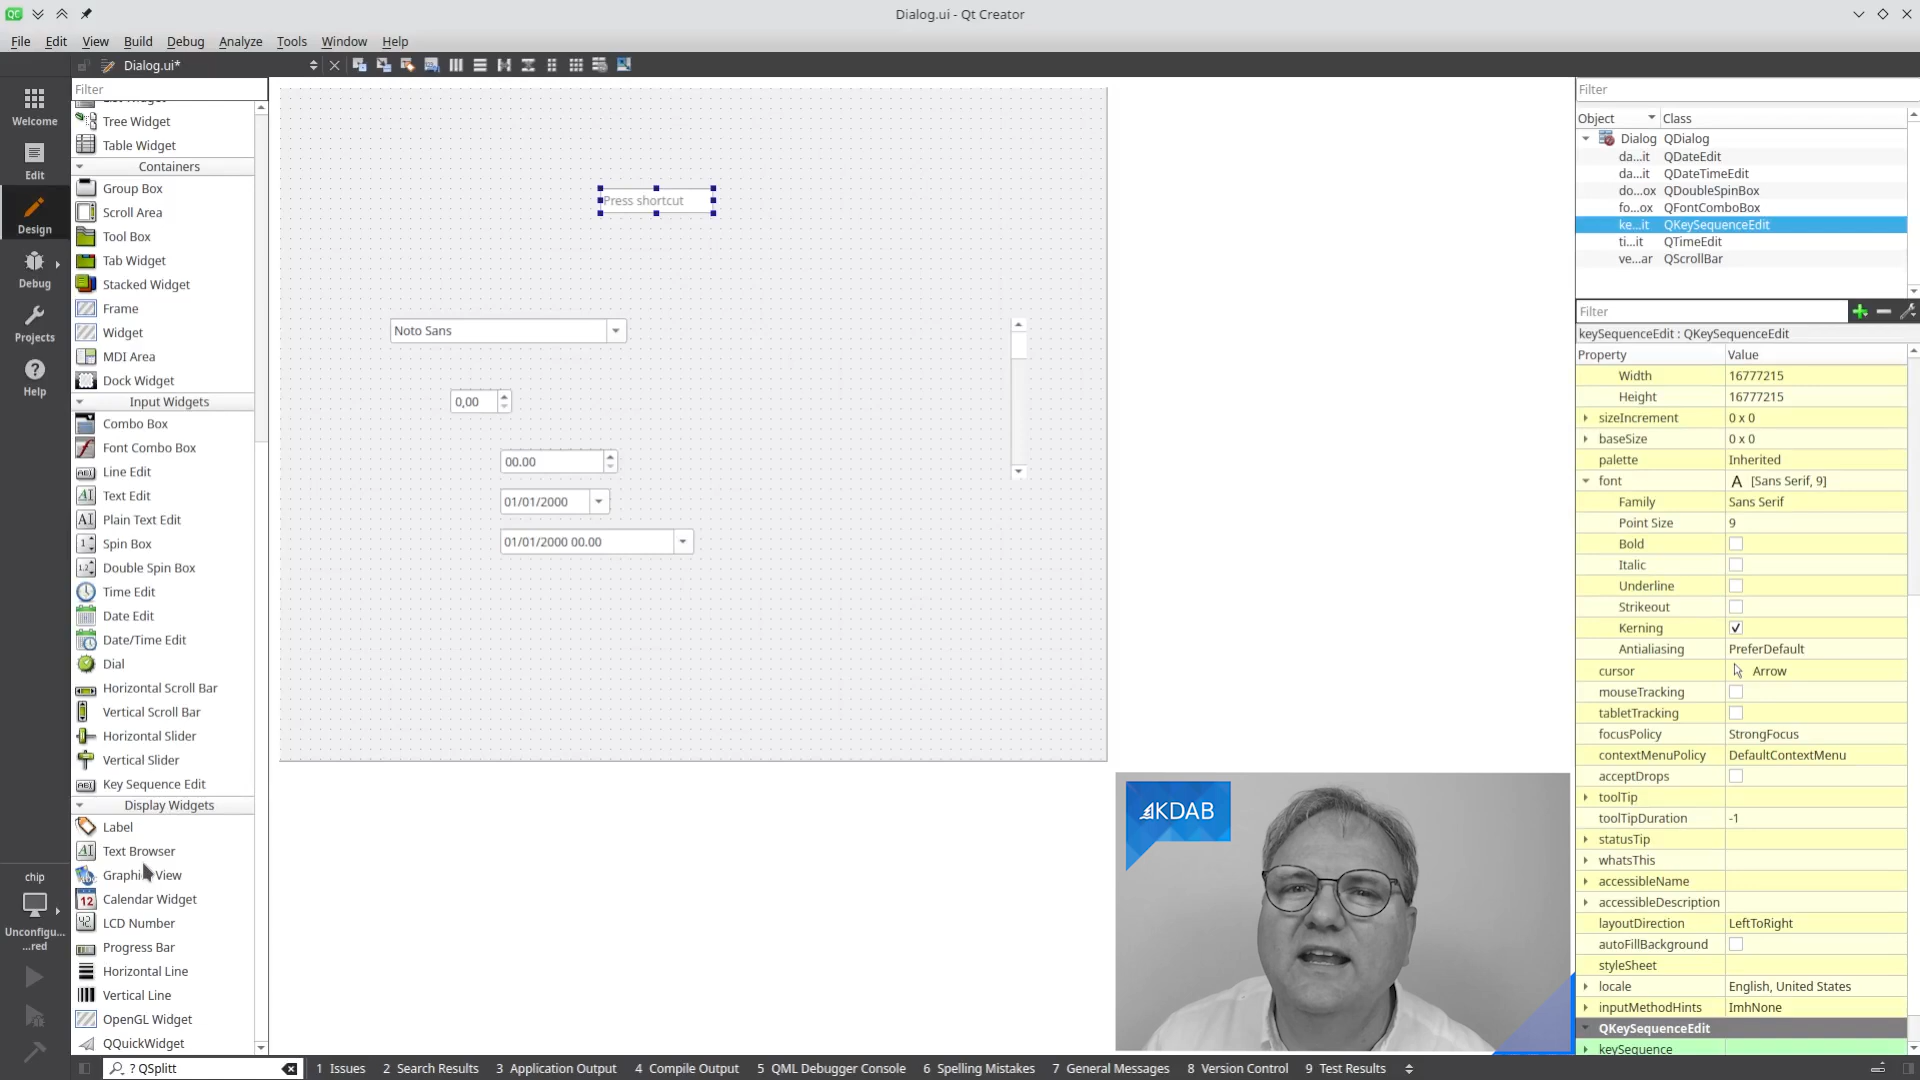 Dialog.ui - Qt Creator
File Edit View Build Debug Analyze Tools Window Help
Dialog.ui*
Welcome
Edit
Design
Debug
Projects
Help
chip
Unconfigu...
...red
Filter
Tree Widget
Table Widget
Containers
Group Box
Scroll Area
Tool Box
Tab Widget
Stacked Widget
Frame
Widget
MDI Area
Dock Widget
Input Widgets
Combo Box
Font Combo Box
Line Edit
Text Edit
Plain Text Edit
Spin Box
Double Spin Box
Time Edit
Date Edit
Date/Time Edit
Dial
Horizontal Scroll Bar
Vertical Scroll Bar
Horizontal Slider
Vertical Slider
Key Sequence Edit
Display Widgets
Label
Text Browser
Graphics View
Calendar Widget
LCD Number
Progress Bar
Horizontal Line
Vertical Line
OpenGL Widget
QQuickWidget
Press shortcut
Noto Sans
0,00
00.00
01/01/2000
01/01/2000 00.00
KDAB
Filter
Object Class
Dialog QDialog
da...it QDateEdit
da...it QDateTimeEdit
do...ox QDoubleSpinBox
fo...ox QFontComboBox
ke...it QKeySequenceEdit
ti...it QTimeEdit
ve...ar QScrollBar
Filter
keySequenceEdit : QKeySequenceEdit
Property Value
Width 16777215
Height 16777215
sizeIncrement 0 x 0
baseSize 0 x 0
palette Inherited
font A [Sans Serif, 9]
Family Sans Serif
Point Size 9
Bold
Italic
Underline
Strikeout
Kerning
Antialiasing PreferDefault
cursor Arrow
mouseTracking
tabletTracking
focusPolicy StrongFocus
contextMenuPolicy DefaultContextMenu
acceptDrops
toolTip
toolTipDuration -1
statusTip
whatsThis
accessibleName
accessibleDescription
layoutDirection LeftToRight
autoFillBackground
styleSheet
locale English, United States
inputMethodHints ImhNone
QKeySequenceEdit
keySequence
? QSplitt
1 Issues 2 Search Results 3 Application Output 4 Compile Output 5 QML Debugger Console 6 Spelling Mistakes 7 General Messages 8 Version Control 9 Test Results